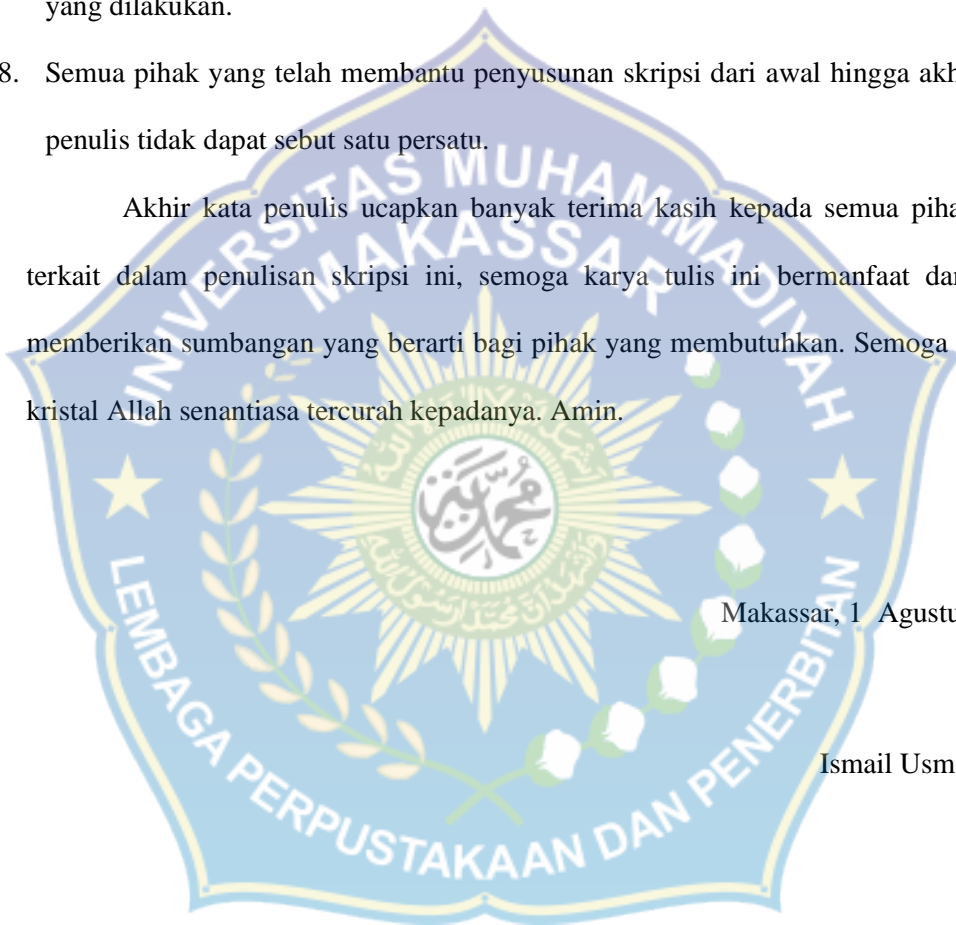 yang dilakukan.
8. Semua pihak yang telah membantu penyusunan skripsi dari awal hingga akh
penulis tidak dapat sebut satu persatu.
Akhir kata penulis ucapkan banyak terima kasih kepada semua piha
terkait dalam penulisan skripsi ini, semoga karya tulis ini bermanfaat dar
memberikan sumbangan yang berarti bagi pihak yang membutuhkan. Semoga
kristal Allah senantiasa tercurah kepadanya. Amin.
Makassar, 1 Agustu
Ismail Usm
UNIVERSITAS MUHAMMADIYAH
MAKASSAR
LEMBAGA PERPUSTAKAAN DAN PENERBITAN